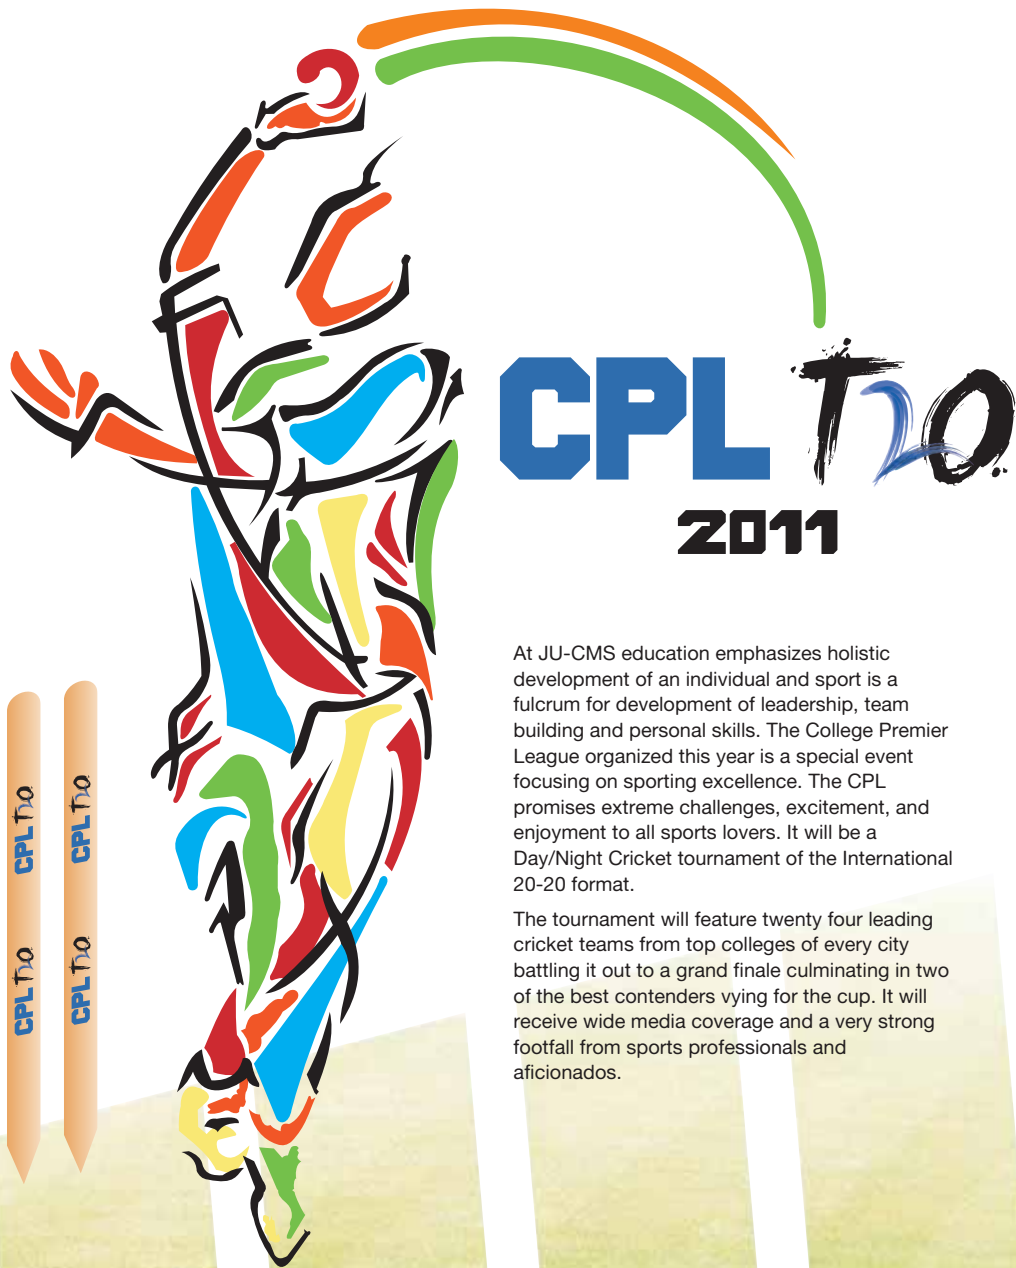 CPL T20
2011
At JU-CMS education emphasizes holistic
development of an individual and sport is a
fulcrum for development of leadership, team
building and personal skills. The College Premier
League organized this year is a special event
focusing on sporting excellence. The CPL
promises extreme challenges, excitement, and
enjoyment to all sports lovers. It will be a
Day/Night Cricket tournament of the International
20-20 format.
The tournament will feature twenty four leading
cricket teams from top colleges of every city
battling it out to a grand finale culminating in two
of the best contenders vying for the cup. It will
receive wide media coverage and a very strong
footfall from sports professionals and
aficionados.
CPL T20
CPL T20
CPL T20
CPL T20